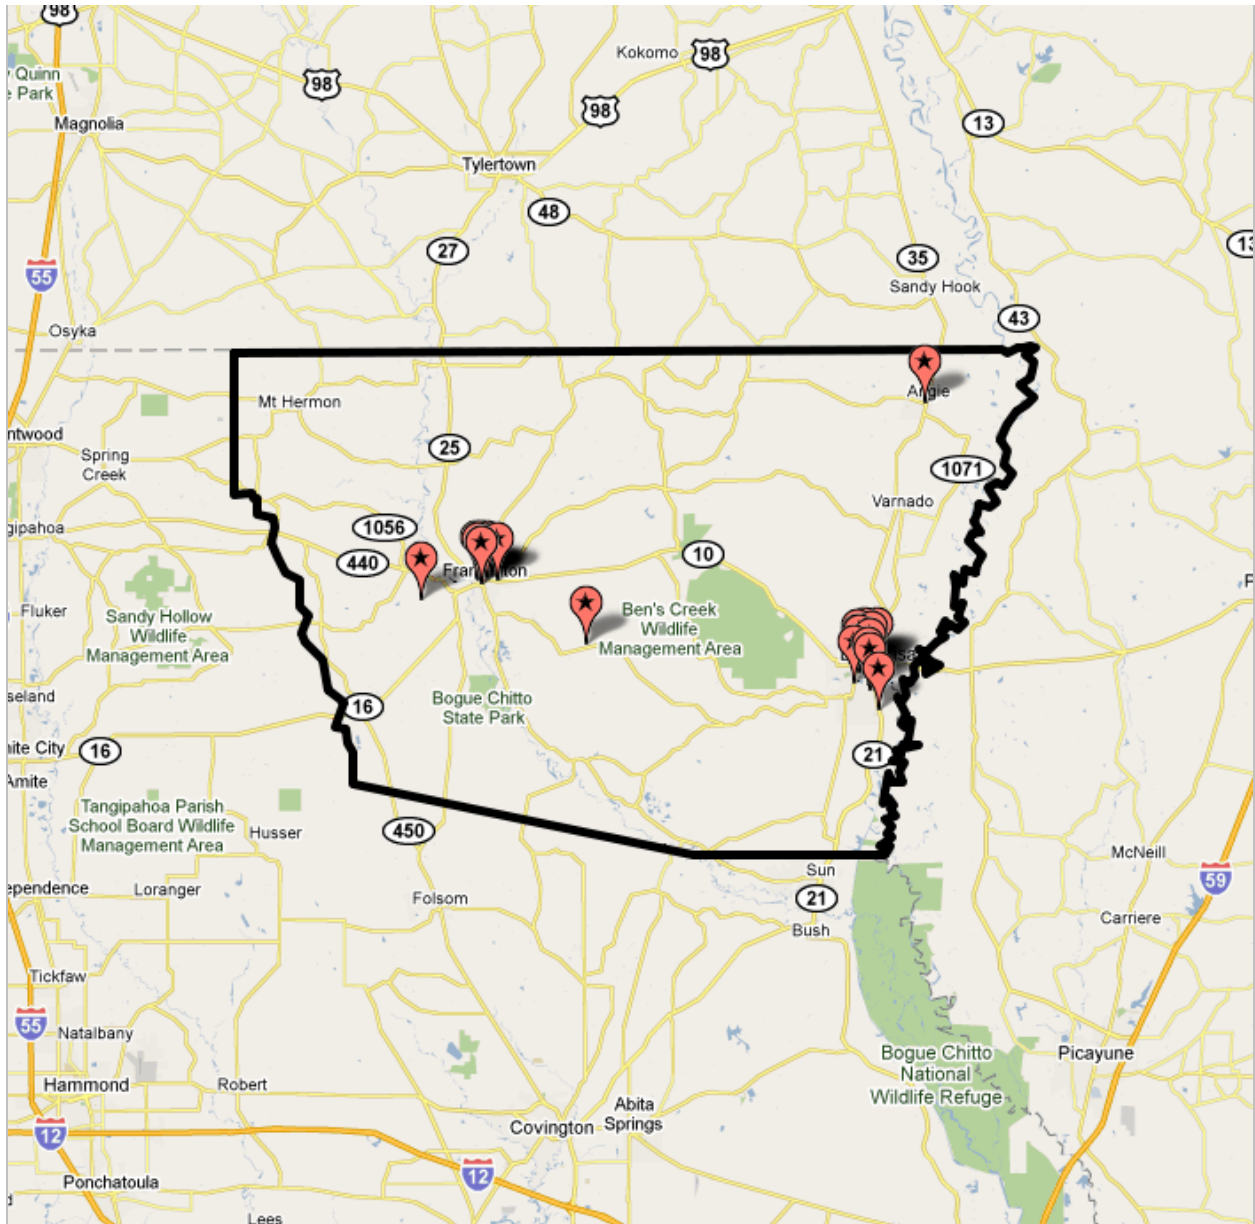 98
Kokomo
98
Quinn
Park
98
98
Magnolia
13
Tylertown
48
27
13
35
55
Sandy Hook
43
Osyka
Angie
Mt Hermon
ntwood
25
Spring
Creek
1071
Varnado
1056
gipahoa
10
440
Fluker
Sandy Hollow
Wildlife
Management Area
Ben's Creek
Wildlife
Management Area
seland
Bogue Chitto
State Park
16
ite City
16
Amite
21
Tangipahoa Parish
School Board Wildlife
Management Area
Husser
450
McNeill
Sun
ependence
Loranger
59
Folsom
21
Carriere
Bush
Tickfaw
55
Natalbany
Bogue Chitto
National
Wildlife Refuge
Picayune
Hammond
Robert
Abita
Springs
12
Covington
12
Ponchatoula
Lees